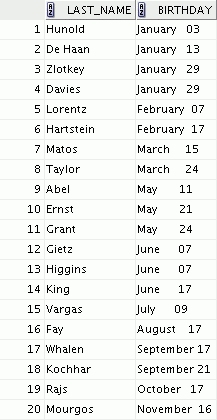 LAST_NAME BIRTHDAY
1 Hunold January 03
2 De Haan January 13
3 Zlotkey January 29
4 Davies January 29
5 Lorentz February 07
6 Hartstein February 17
7 Matos March 15
8 Taylor March 24
9 Abel May 11
10 Ernst May 21
11 Grant May 24
12 Gietz June 07
13 Higgins June 07
14 King June 17
15 Vargas July 09
16 Fay August 17
17 Whalen September 17
18 Kochhar September 21
19 Rajs October 17
20 Mourgos November 16